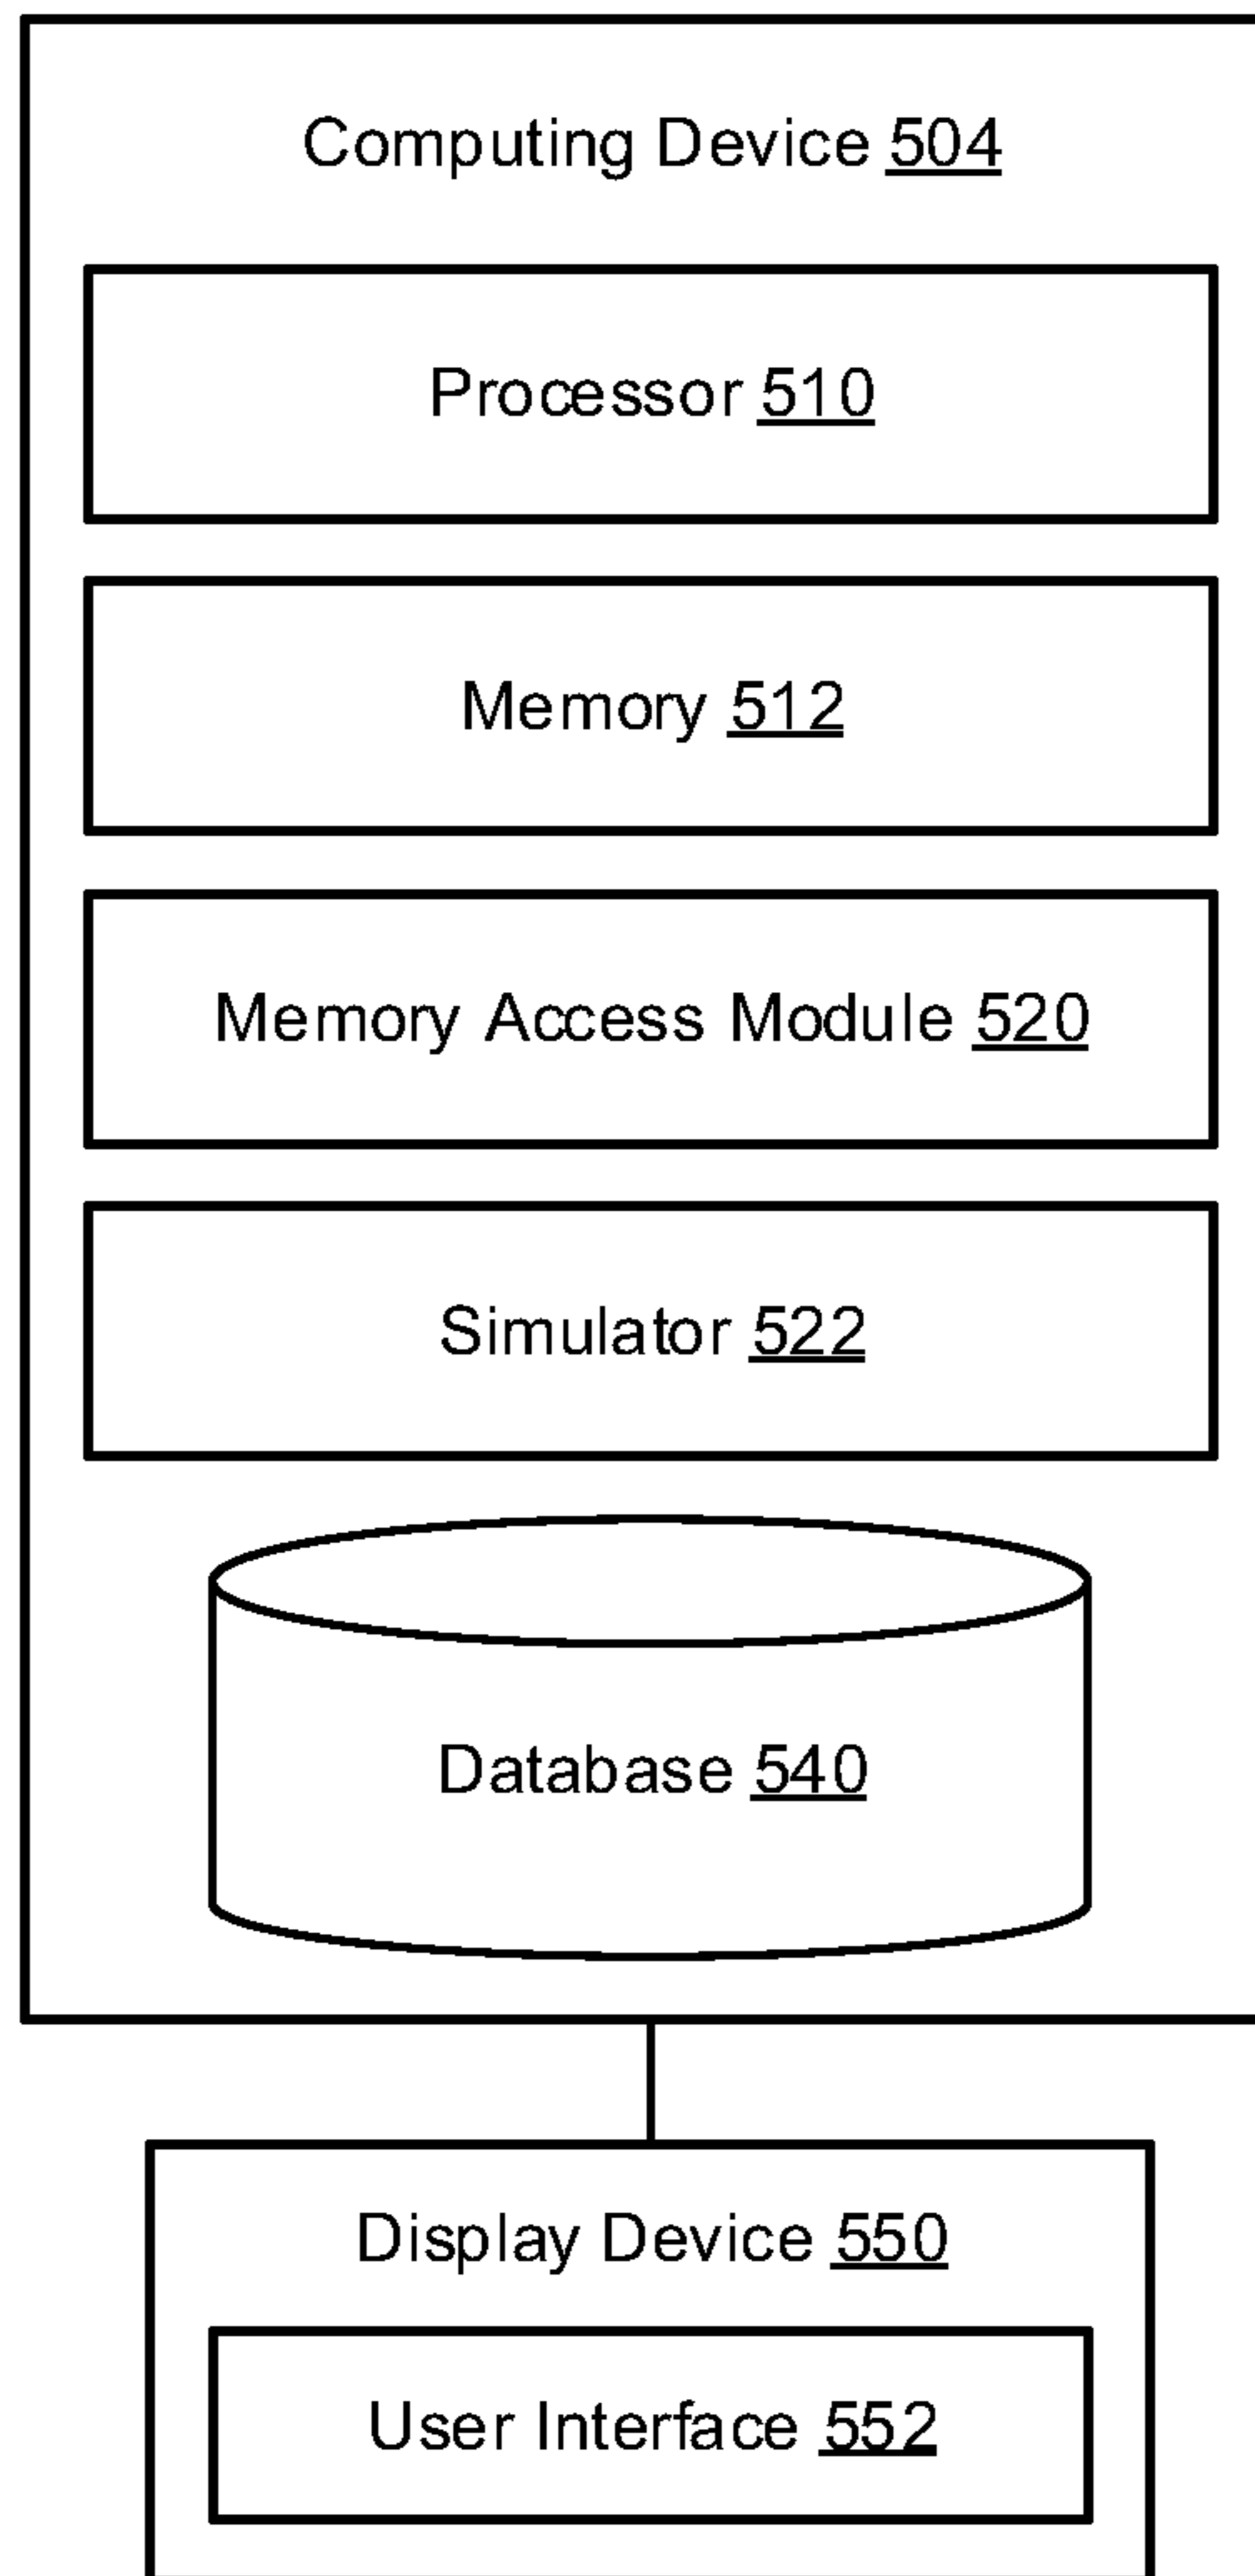 Computing Device 504
Processor 510
Memory 512
Memory Access Module 520
Simulator 522
Database 540
Display Device 550
User Interface 552